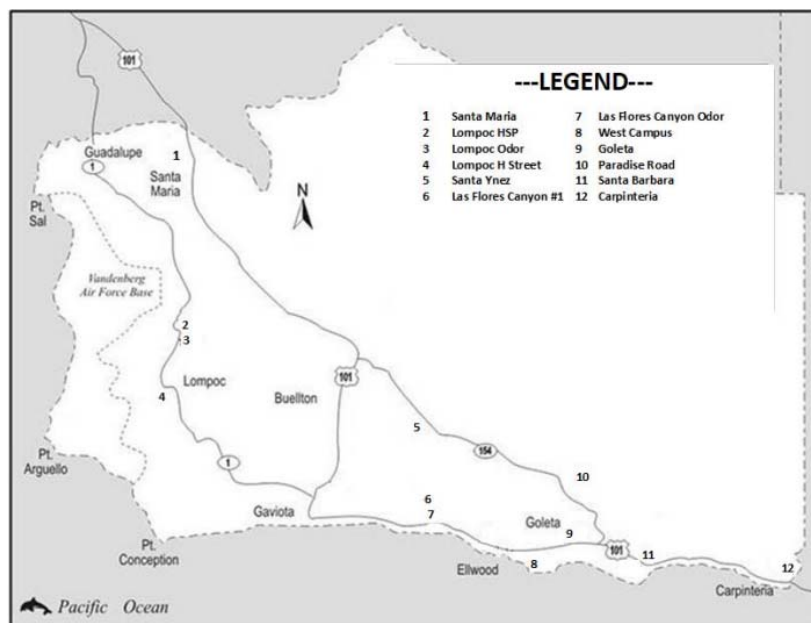 101
---LEGEND---
1 Santa Maria 7 Las Flores Canyon Odor
2 Lompoc HSP 8 West Campus
3 Lompoc Odor 9 Goleta
4 Lompoc H Street 10 Paradise Road
5 Santa Ynez 11 Santa Barbara
6 Las Flores Canyon #1 12 Carpinteria
Guadalupe
1
1
Santa
Maria
N
Pt.
Sal
Vandenberg
Air Force Base
2
3
101
Lompoc
4
Buellton
5
154
Pt.
Arguello
1
10
6
7
Gaviota
Goleta
9
101
11
Pt.
Conception
Ellwood
8
12
Carpinteria
Pacific Ocean